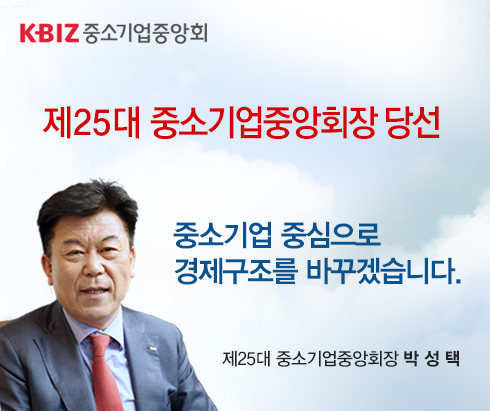 K-BIZ 중소기업중앙회
제25대 중소기업중앙회장 당선
중소기업 중심으로
경제구조를 바꾸겠습니다.
제25대 중소기업중앙회장 박 성 택